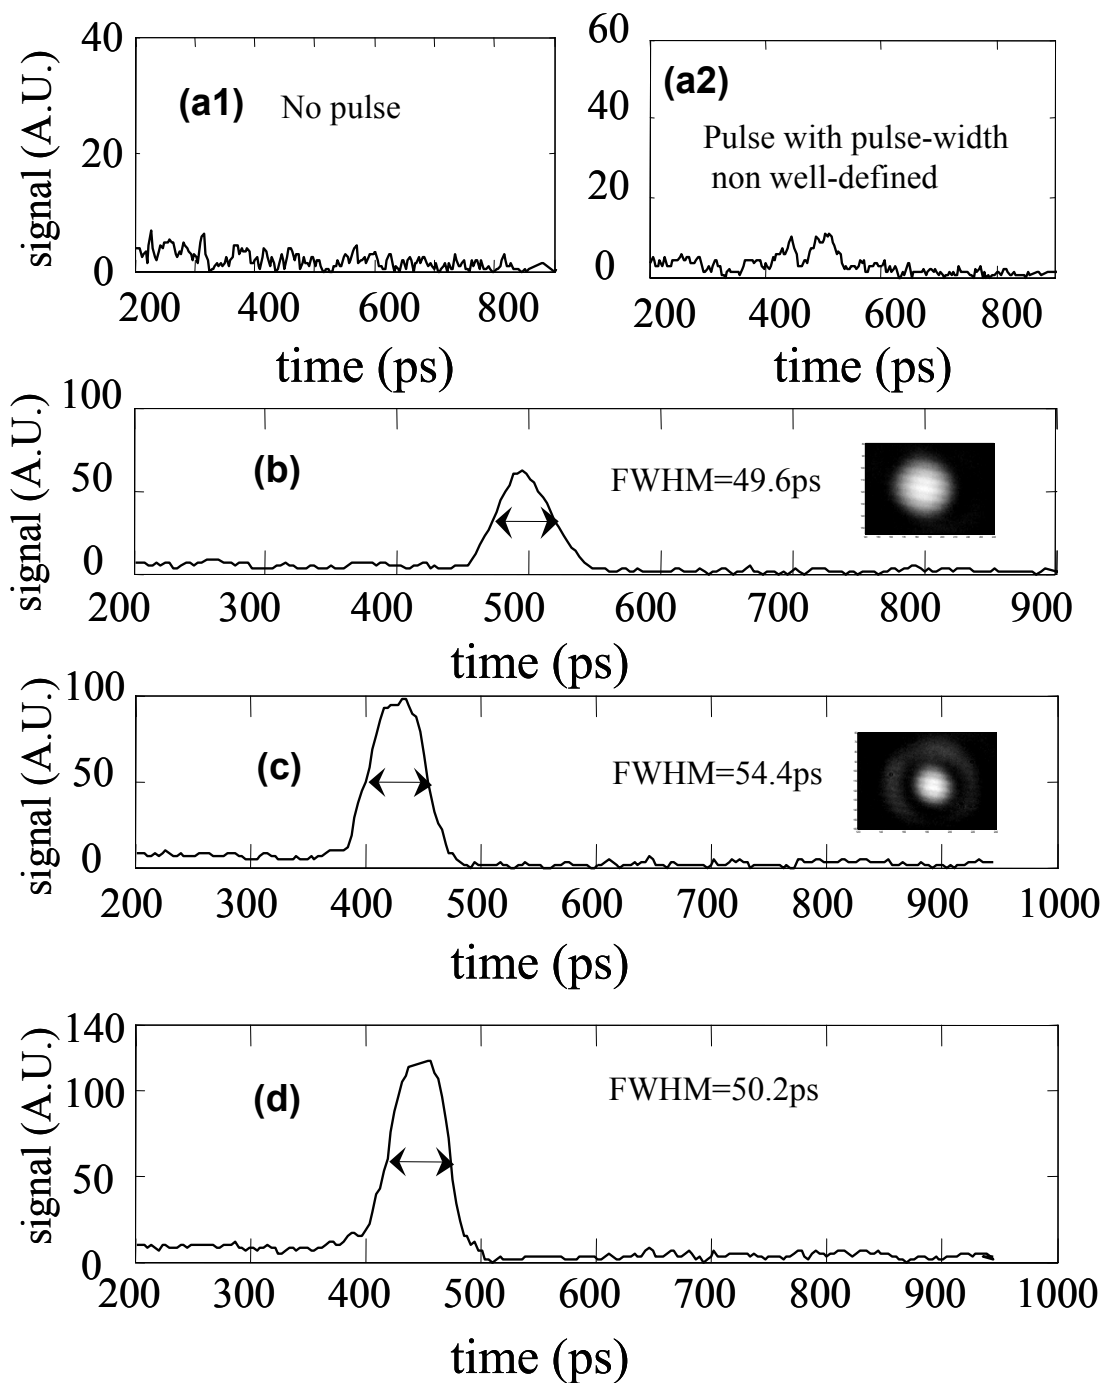 40
20
0
signal (A.U.)
(a1) No pulse
200 400 600 800
time (ps)
60
40
20
0
(a2)
Pulse with pulse-width
non well-defined
200 400 600 800
time (ps)
100
50
0
signal (A.U.)
(b)
FWHM=49.6ps
200 300 400 500 600 700 800 900
time (ps)
100
50
0
signal (A.U.)
(c)
FWHM=54.4ps
200 300 400 500 600 700 800 900 1000
time (ps)
140
100
50
0
signal (A.U.)
(d)
FWHM=50.2ps
200 300 400 500 600 700 800 900 1000
time (ps)